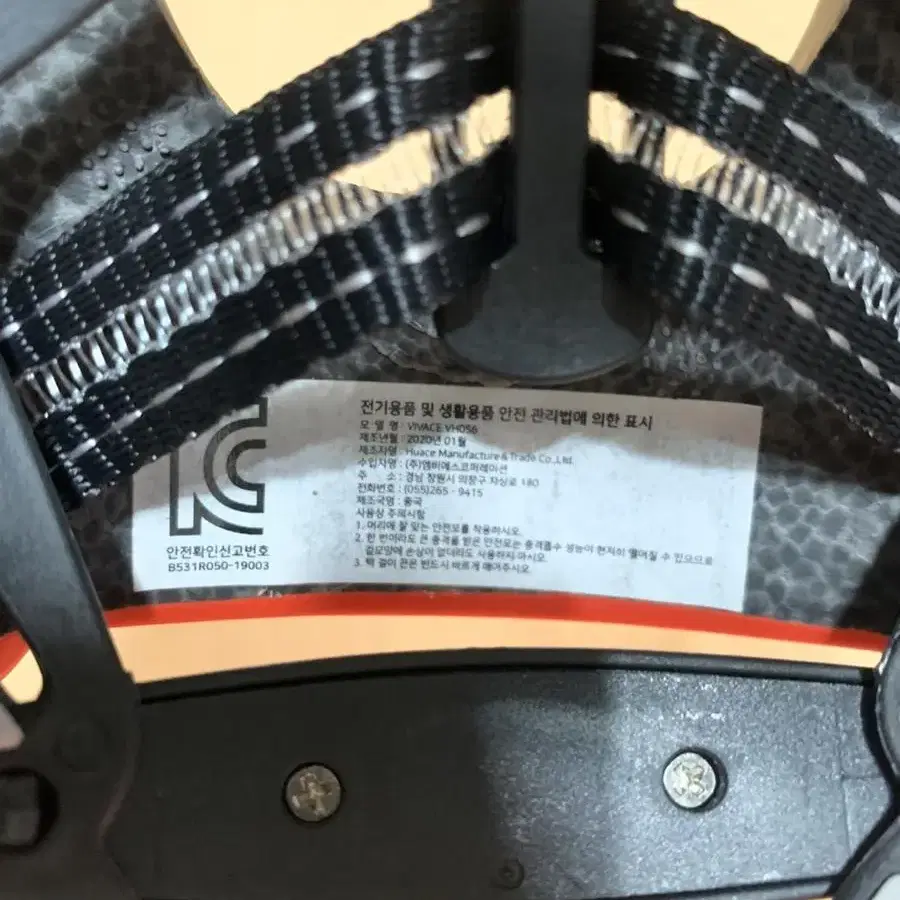 전기용품 및 생활용품 안전 관리법에 의한 표시
모 델 명 : VIVACE VH056
제조년월 : 2020년 01월
제조자명 : Huace Manufacture & Trade Co.,Ltd.
수입자명 : (주)엠비에스코퍼레이션
주 소 : 경남 창원시 의창구 차상로 180
전화번호 : (055)265 - 9415
제조국명 : 중국
사용상 주의사항
1. 머리에 잘 맞는 안전모를 착용하시오.
2. 한 번이라도 큰 충격을 받은 안전모는 충격흡수 성능이 현저히 떨어질 수 있으므로
겉모양에 손상이 없더라도 사용하지 마시오.
3. 턱 걸이 끈은 반드시 바르게 매어주시오.
안전확인신고번호
B531R050-19003